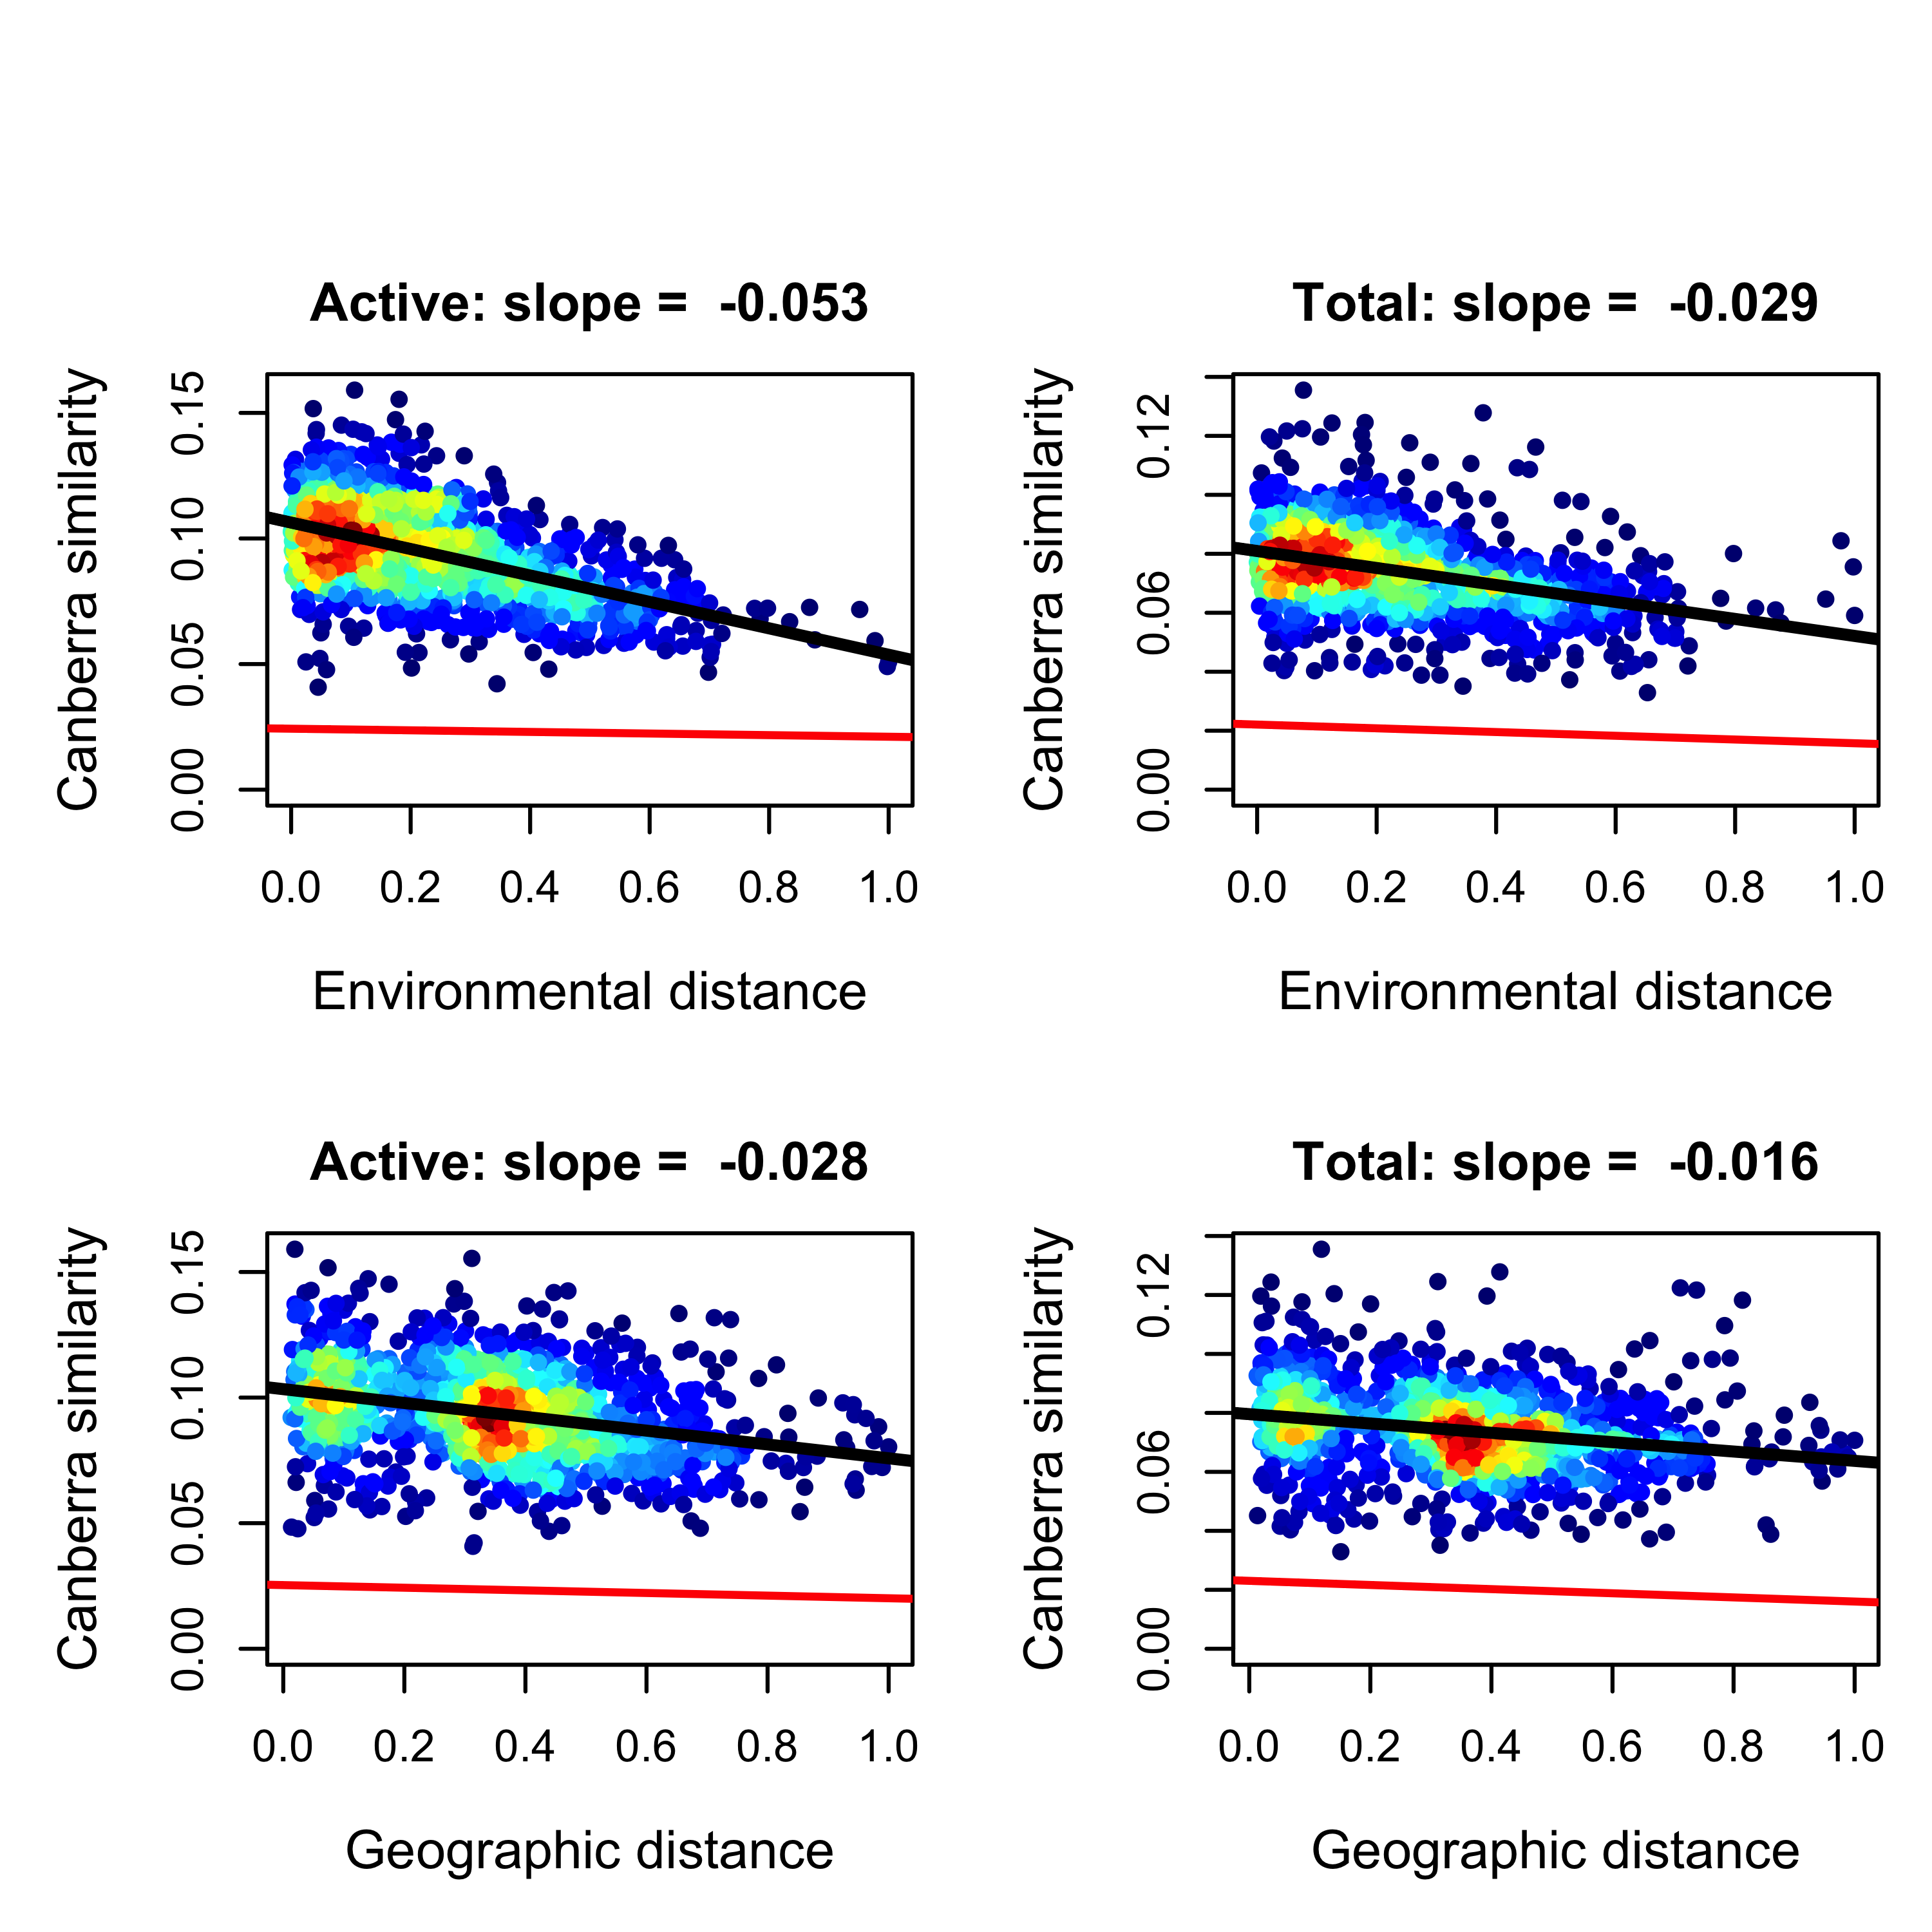 Active: slope =  -0.053
Canberra similarity
0.15
0.10
0.05
0.00
0.0 0.2 0.4 0.6 0.8 1.0
Environmental distance
Total: slope =  -0.029
Canberra similarity
0.12
0.06
0.00
0.0 0.2 0.4 0.6 0.8 1.0
Environmental distance
Active: slope =  -0.028
Canberra similarity
0.15
0.10
0.05
0.00
0.0 0.2 0.4 0.6 0.8 1.0
Geographic distance
Total: slope =  -0.016
Canberra similarity
0.12
0.06
0.00
0.0 0.2 0.4 0.6 0.8 1.0
Geographic distance